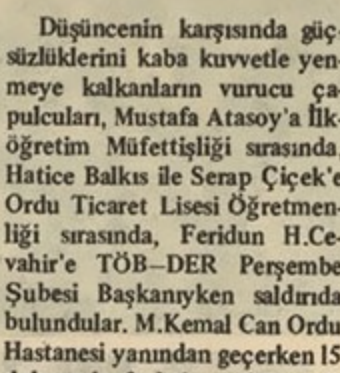 Düşüncenin karşısında güç-
süzlüklerini kaba kuvvetle yen-
meye kalkanların vurucu ça-
pulcuları, Mustafa Atasoy'a İlk-
öğretim Müfettişliği sırasında,
Hatice Balkıs ile Serap Çiçek'e
Ordu Ticaret Lisesi Öğretmen-
liği sırasında, Feridun H.Ce-
vahir'e TÖB-DER Perşembe
Şubesi Başkanıyken saldırıda
bulundular. M.Kemal Can Ordu
Hastanesi yanından geçerken 15